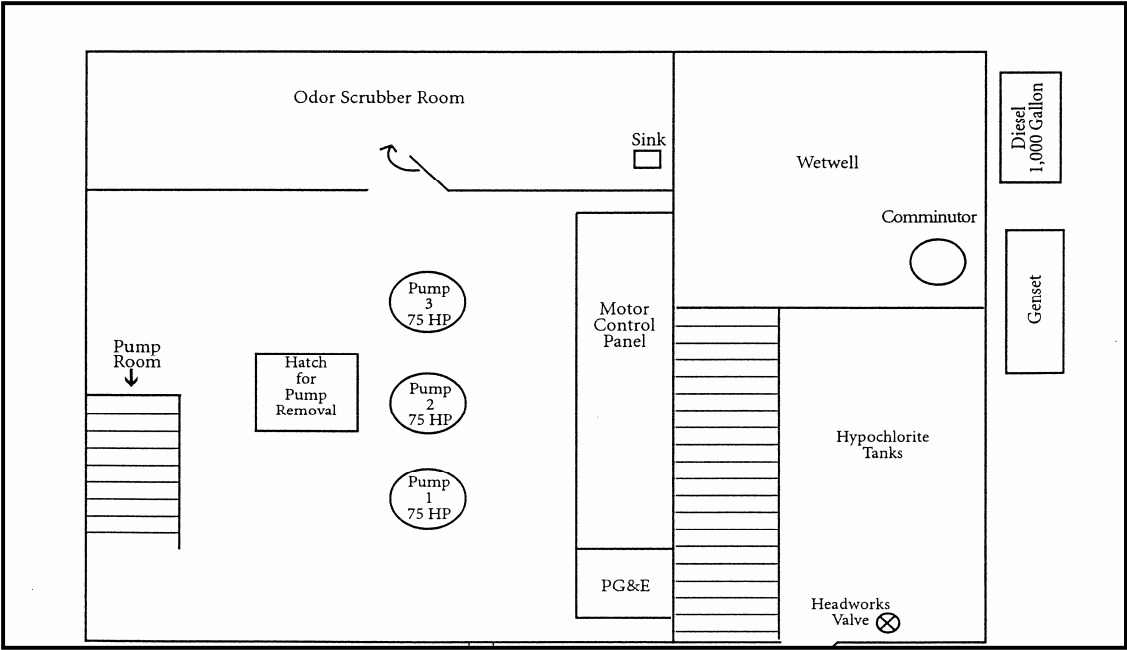 Odor Scrubber Room
Sink
Wetwell
Diesel
1,000 Gallon
Comminutor
Genset
Pump
3
75 HP
Motor
Control
Panel
Pump
Room
Hatch
for
Pump
Removal
Pump
2
75 HP
Hypochlorite
Tanks
Pump
1
75 HP
PG&E
Headworks
Valve